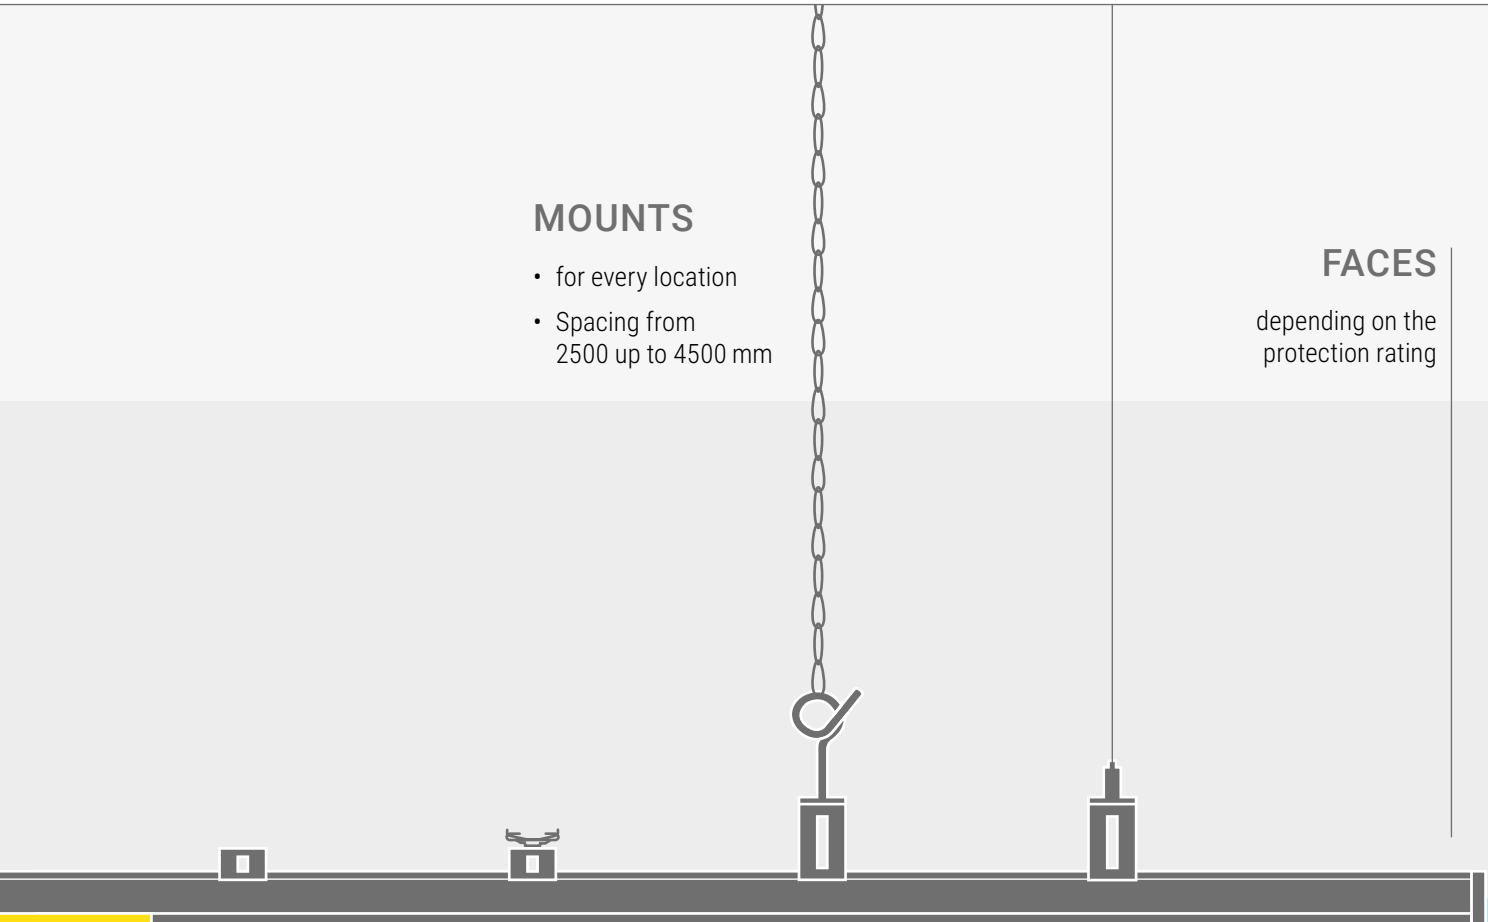 MOUNTS
• for every location
• Spacing from
2500 up to 4500 mm
FACES
depending on the
protection rating